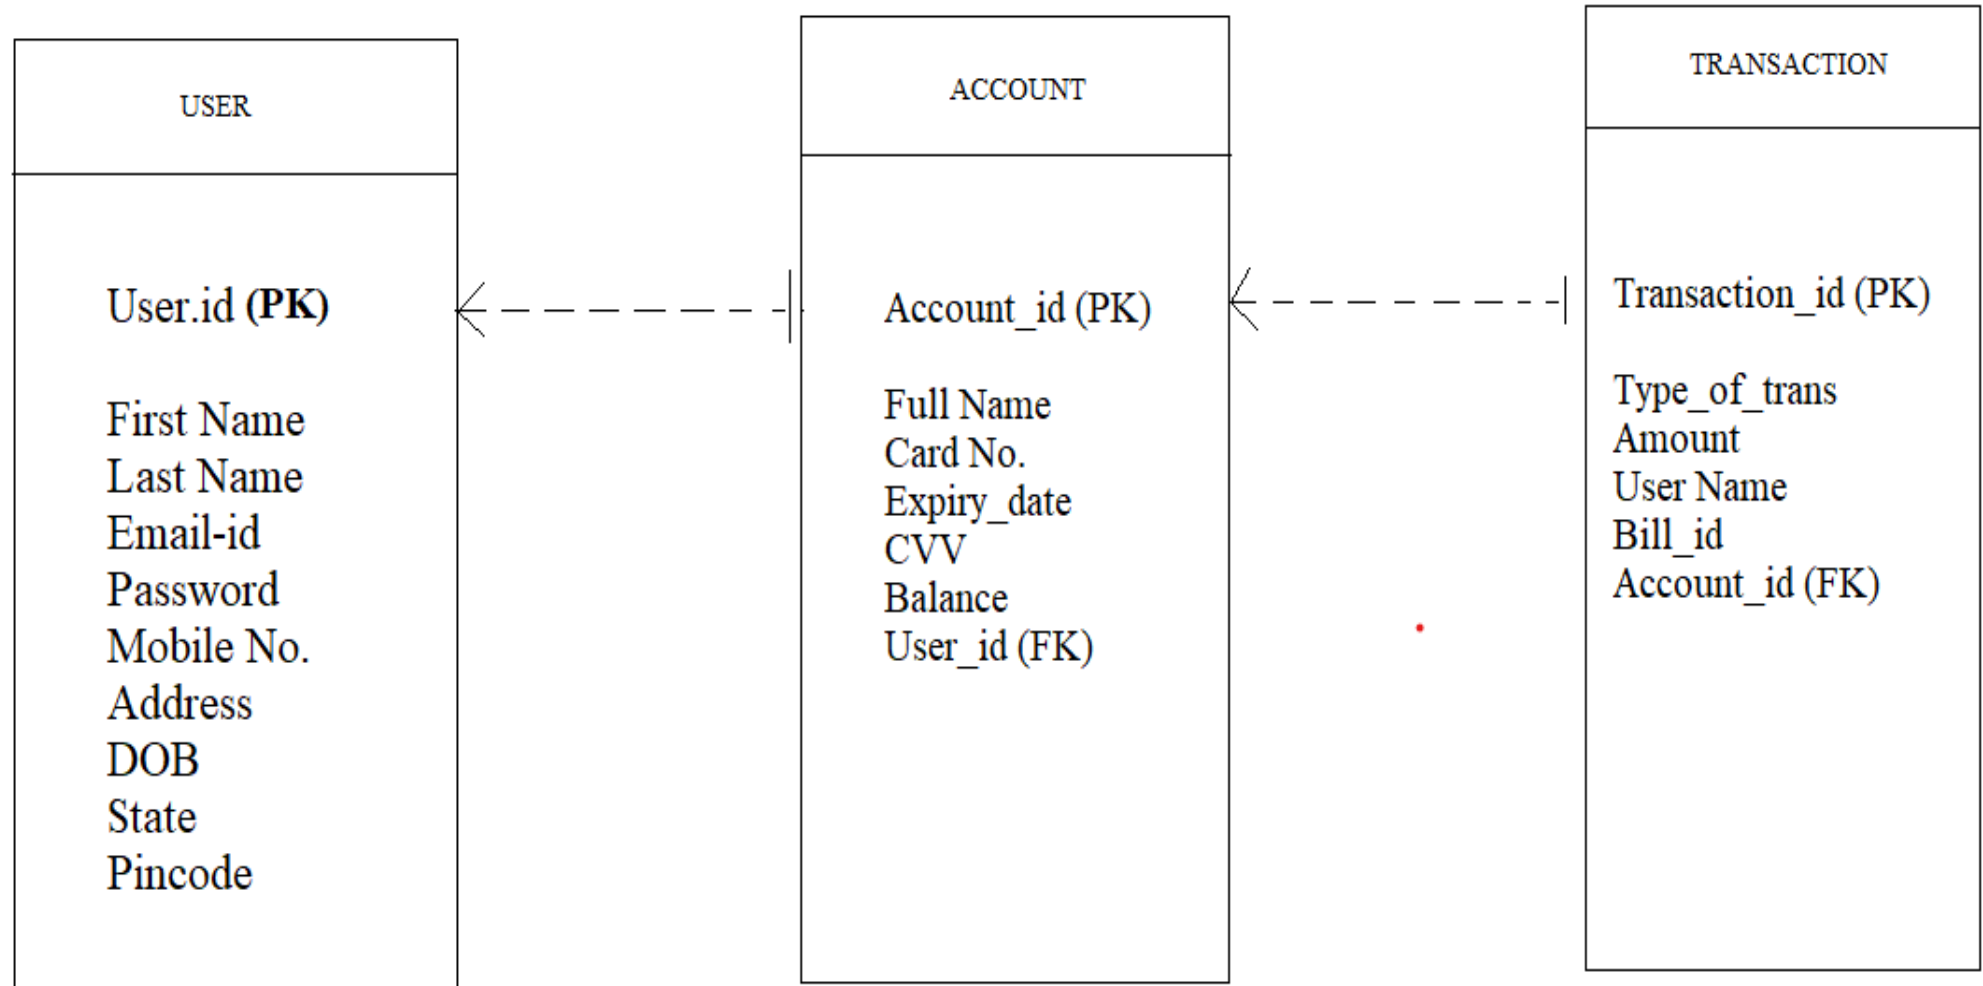 USER
User.id (PK)
First Name
Last Name
Email-id
Password
Mobile No.
Address
DOB
State
Pincode
ACCOUNT
Account_id (PK)
Full Name
Card No.
Expiry_date
CVV
Balance
User_id (FK)
TRANSACTION
Transaction_id (PK)
Type_of_trans
Amount
User Name
Bill_id
Account_id (FK)